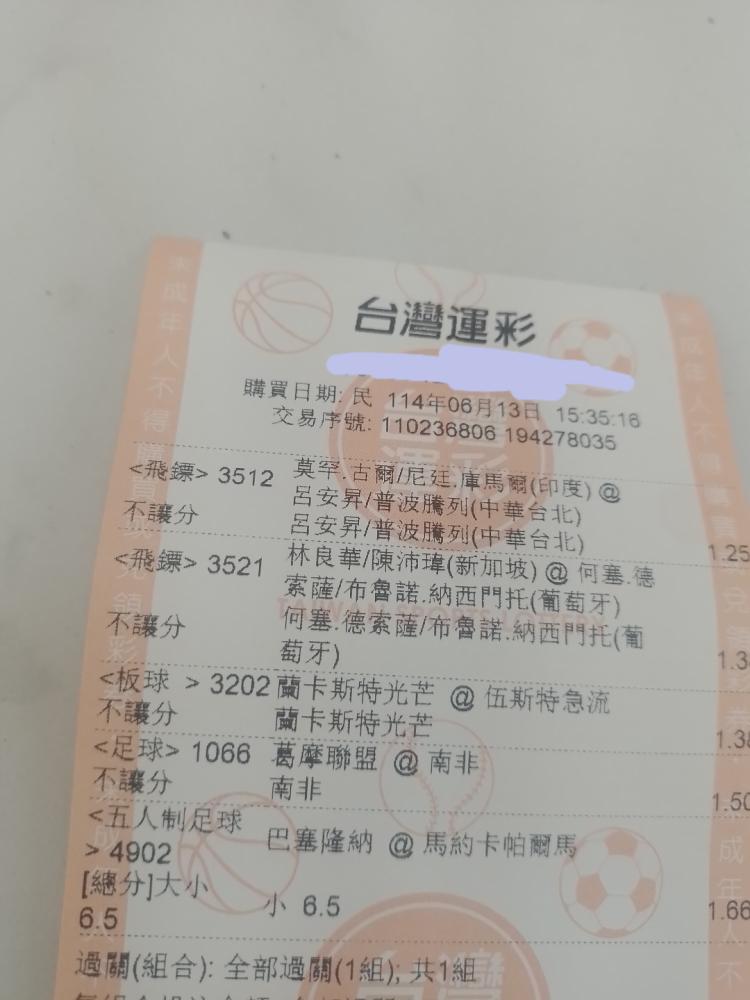 台灣運彩
購買日期: 民 114年06月13日 15:35:16
交易序號: 110236806 194278035
<飛鏢> 3512 莫罕.古爾/尼廷.庫馬爾(印度) @
呂安昇/普波騰列(中華台北)
不讓分 呂安昇/普波騰列(中華台北) 1.25
<飛鏢> 3521 林良華/陳沛瑋(新加坡) @ 何塞.德
索薩/布魯諾.納西門托(葡萄牙)
不讓分 何塞.德索薩/布魯諾.納西門托(葡
萄牙) 1.3
<板球 > 3202 蘭卡斯特光芒 @ 伍斯特急流
不讓分 蘭卡斯特光芒 1.38
<足球> 1066 葛摩聯盟 @ 南非
不讓分 南非 1.50
<五人制足球
> 4902 巴塞隆納 @ 馬約卡帕爾馬
[總分]大小
6.5 小 6.5 1.66
過關(組合): 全部過關(1組); 共1組